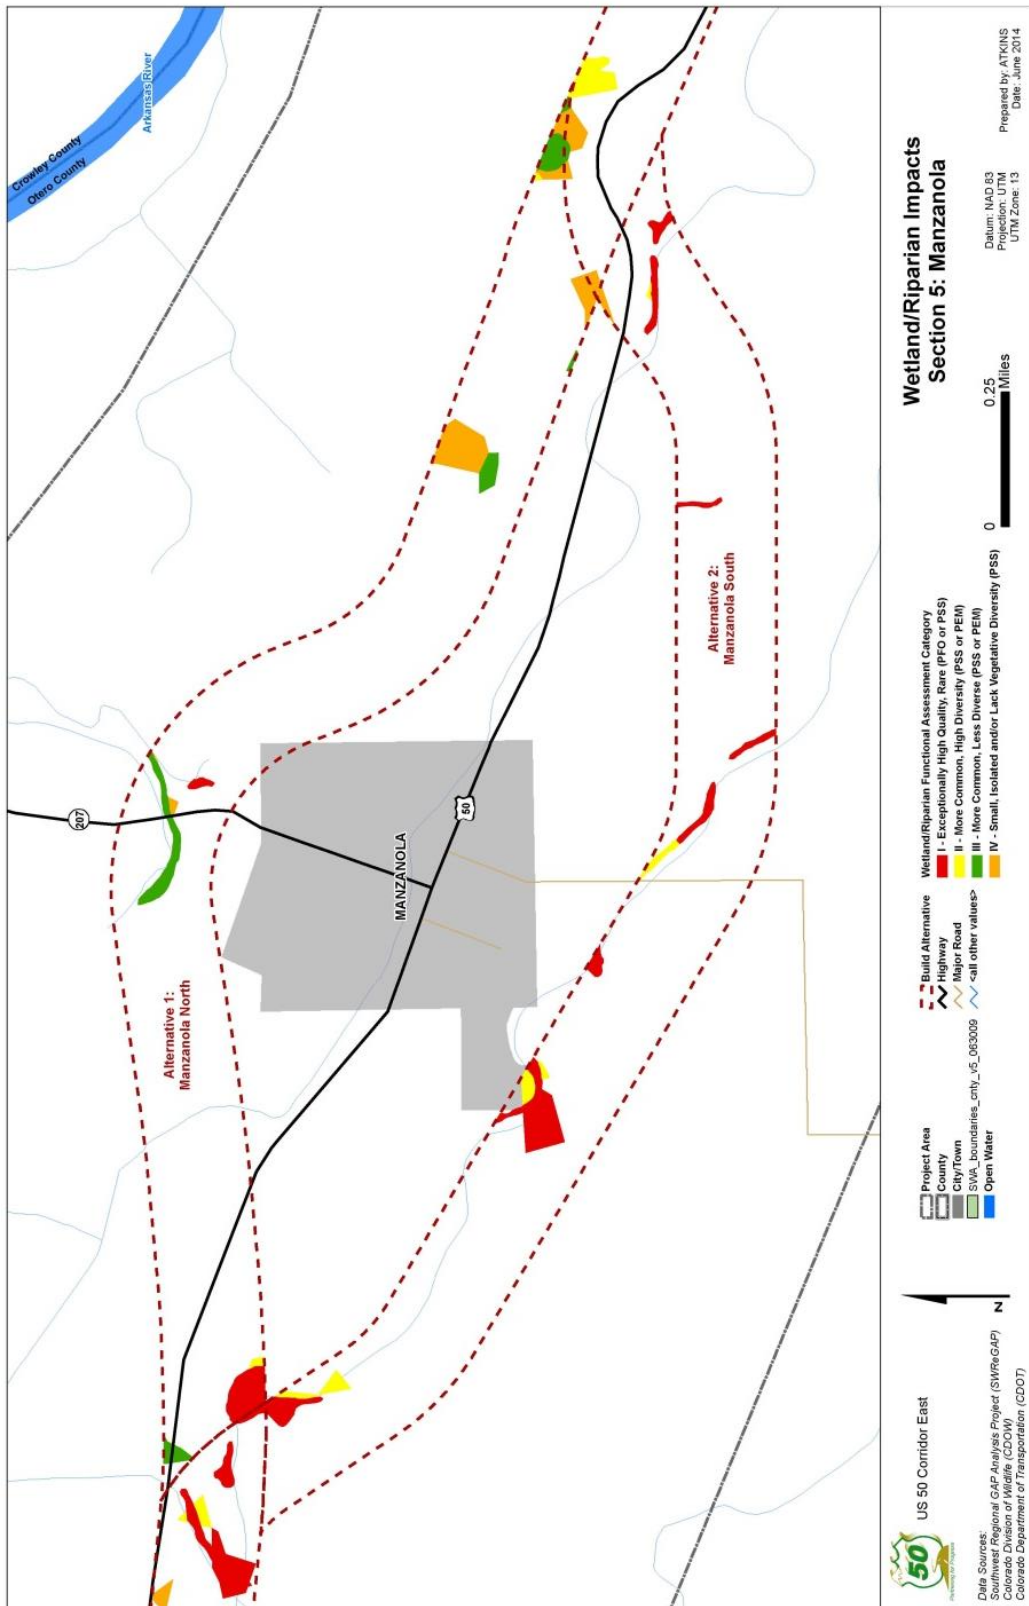 Crowley County
Otero County
Arkansas River
207
Alternative 1:
Manzanola North
MANZANOLA
50
Alternative 2:
Manzanola South
50
US 50 Corridor East
Data Sources:
Southwest Regional GAP Analysis Project (SWReGAP)
Colorado Division of Wildlife (CDOW)
Colorado Department of Transportation (CDOT)
N
Project Area
County
City/Town
SWA_boundaries_cnty_v5_063009
Open Water
Build Alternative
Highway
Major Road
<all other values>
Wetland/Riparian Functional Assessment Category
I - Exceptionally High Quality, Rare (PFO or PSS)
II - More Common, High Diversity (PSS or PEM)
III - More Common, Less Diverse (PSS or PEM)
IV - Small, Isolated and/or Lack Vegetative Diversity (PSS)
0 0.25
Miles
Wetland/Riparian Impacts
Section 5: Manzanola
Datum: NAD 83
Projection: UTM
UTM Zone: 13
Prepared by: ATKINS
Date: June 2014